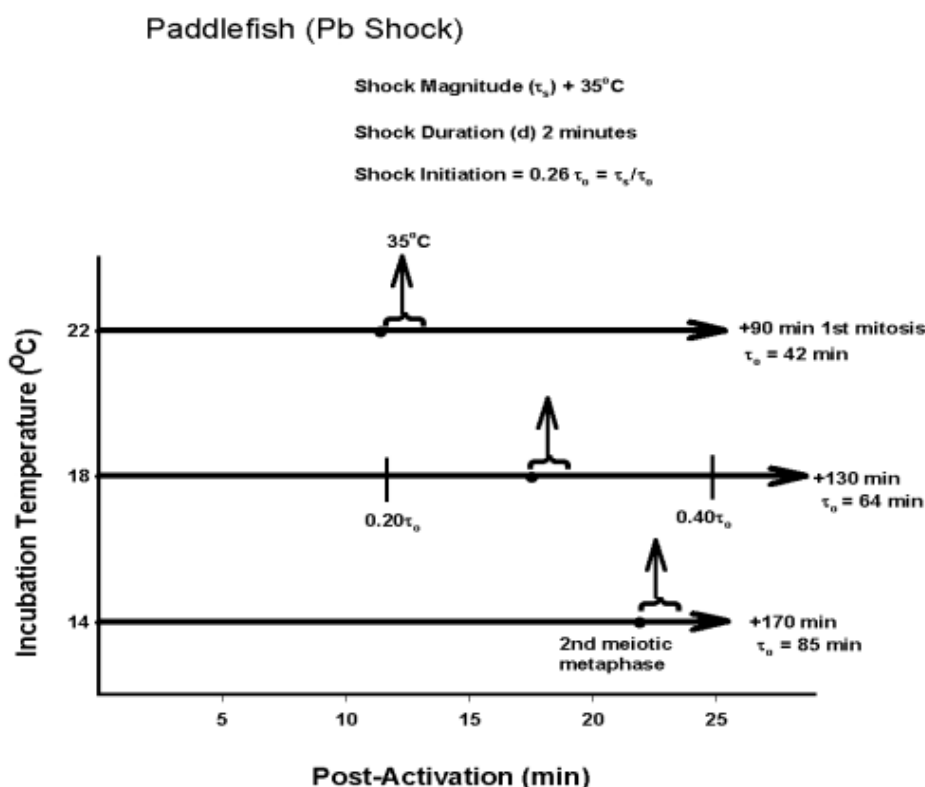 Paddlefish (Pb Shock)
Shock Magnitude (τs) + 35°C
Shock Duration (d) 2 minutes
Shock Initiation = 0.26 τo = τs/τo
35°C
22
+90 min 1st mitosis
τo = 42 min
18
0.20τo
0.40τo
+130 min
τo = 64 min
14
2nd meiotic
metaphase
+170 min
τo = 85 min
Incubation Temperature (°C)
5 10 15 20 25
Post-Activation (min)